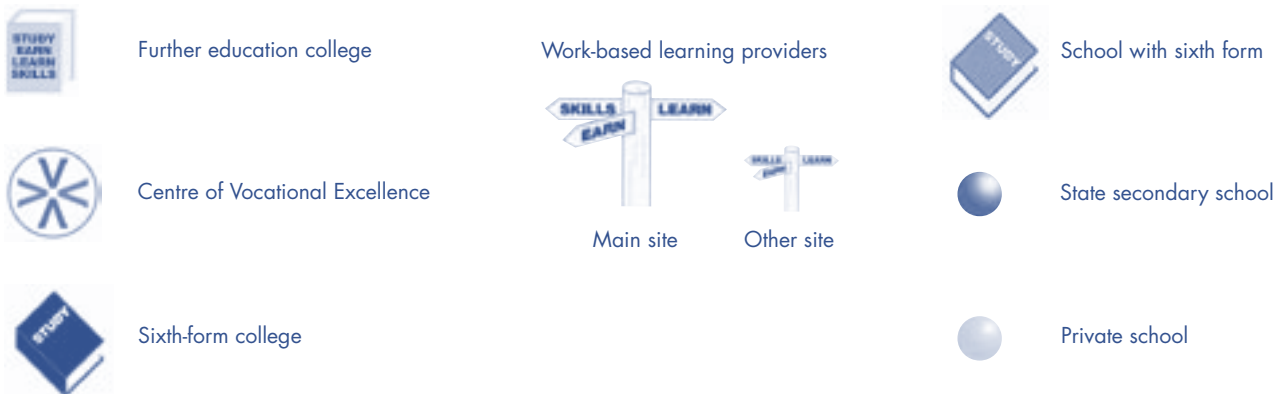 STUDY
EARN
LEARN
SKILLS
Further education college
Centre of Vocational Excellence
STUDY
Sixth-form college
Work-based learning providers
SKILLS
LEARN
EARN
SKILLS
LEARN
EARN
Main site
Other site
STUDY
School with sixth form
State secondary school
Private school